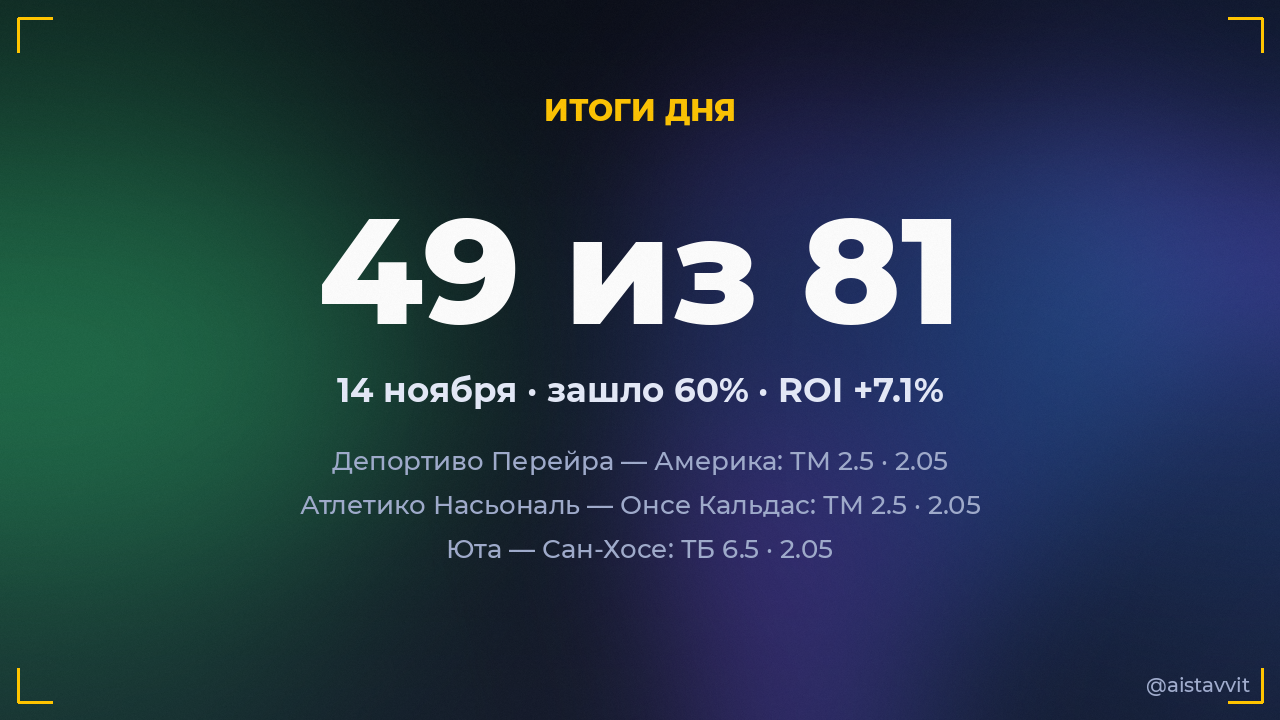 ИТОГИ ДНЯ
49 из 81
14 ноября · зашло 60% · ROI +7.1%
Депортиво Перейра — Америка: ТМ 2.5 · 2.05
Атлетико Насьональ — Онсе Кальдас: ТМ 2.5 · 2.05
Юта — Сан-Хосе: ТБ 6.5 · 2.05
@aistavvit